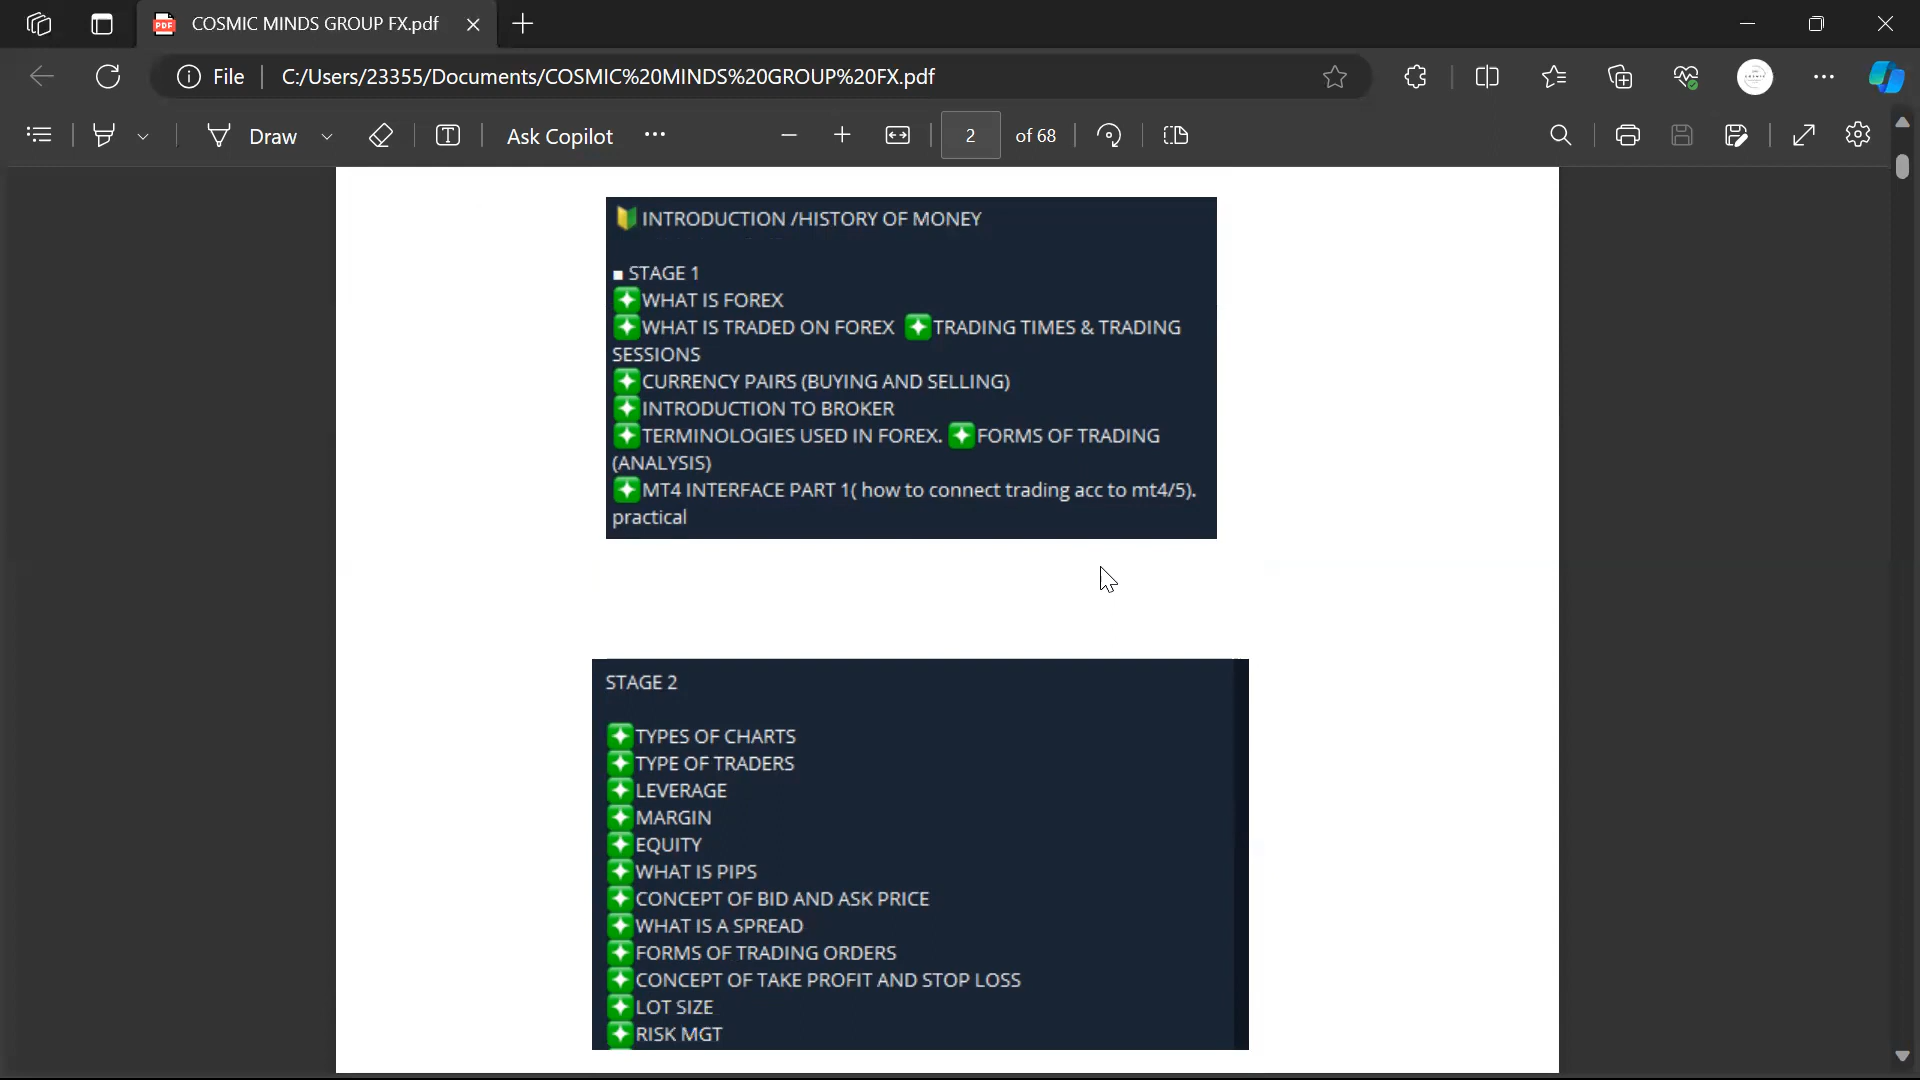 COSMIC MINDS GROUP FX.pdf
File
C:/Users/23355/Documents/COSMIC%20MINDS%20GROUP%20FX.pdf
Draw
Ask Copilot
2
of 68
INTRODUCTION /HISTORY OF MONEY
STAGE 1
WHAT IS FOREX
WHAT IS TRADED ON FOREX TRADING TIMES & TRADING
SESSIONS
CURRENCY PAIRS (BUYING AND SELLING)
INTRODUCTION TO BROKER
TERMINOLOGIES USED IN FOREX. FORMS OF TRADING
(ANALYSIS)
MT4 INTERFACE PART 1( how to connect trading acc to mt4/5).
practical
STAGE 2
TYPES OF CHARTS
TYPE OF TRADERS
LEVERAGE
MARGIN
EQUITY
WHAT IS PIPS
CONCEPT OF BID AND ASK PRICE
WHAT IS A SPREAD
FORMS OF TRADING ORDERS
CONCEPT OF TAKE PROFIT AND STOP LOSS
LOT SIZE
RISK MGT